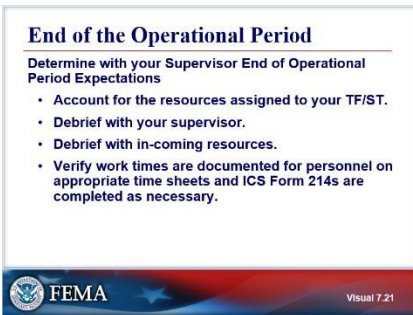 End of the Operational Period
Determine with your Supervisor End of Operational
Period Expectations
• Account for the resources assigned to your TF/ST.
• Debrief with your supervisor.
• Debrief with in-coming resources.
• Verify work times are documented for personnel on
appropriate time sheets and ICS Form 214s are
completed as necessary.
FEMA
Visual 7.21